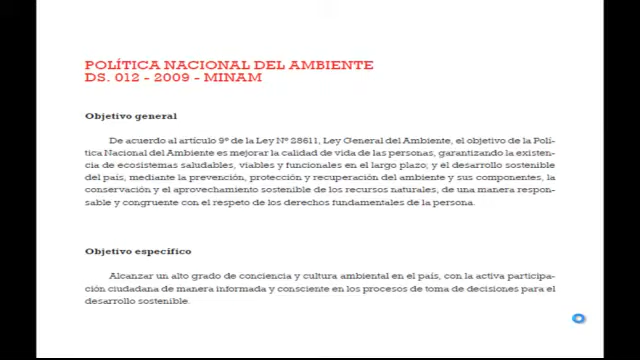 POLÍTICA NACIONAL DEL AMBIENTE
DS. 012 - 2009 - MINAM
Objetivo general
De acuerdo al artículo 9º de la Ley Nº 28611, Ley General del Ambiente, el objetivo de la Polí-
tica Nacional del Ambiente es mejorar la calidad de vida de las personas, garantizando la existen-
cia de ecosistemas saludables, viables y funcionales en el largo plazo; y el desarrollo sostenible
del país, mediante la prevención, protección y recuperación del ambiente y sus componentes, la
conservación y el aprovechamiento sostenible de los recursos naturales, de una manera respon-
sable y congruente con el respeto de los derechos fundamentales de la persona.
Objetivo específico
Alcanzar un alto grado de conciencia y cultura ambiental en el país, con la activa participa-
ción ciudadana de manera informada y consciente en los procesos de toma de decisiones para el
desarrollo sostenible.